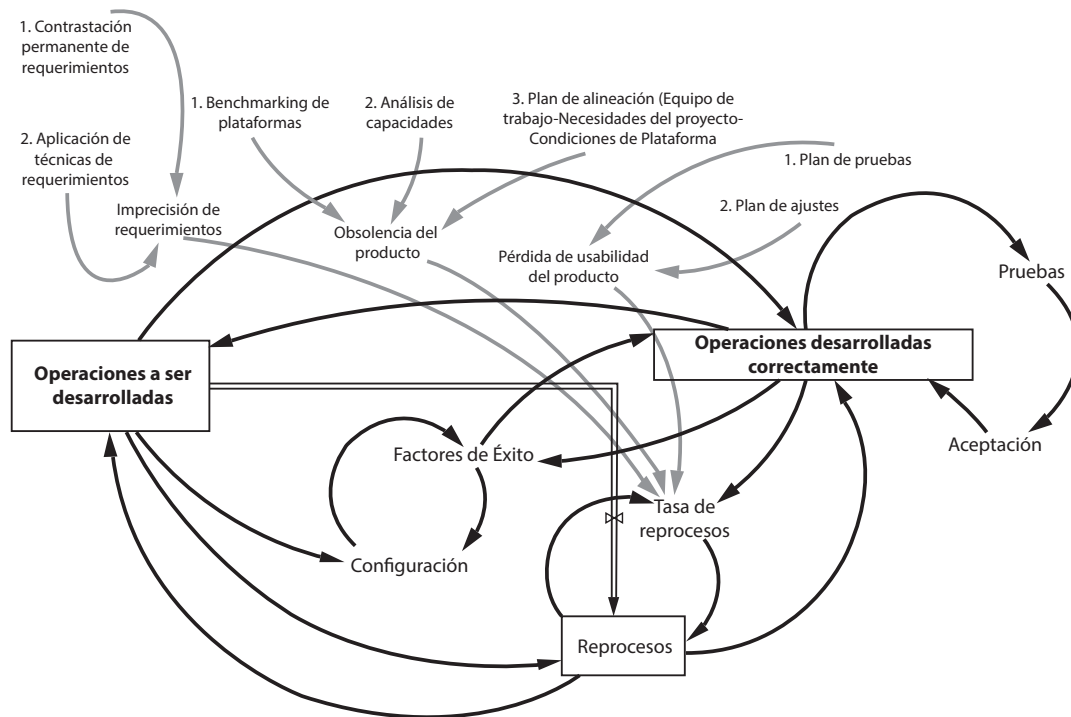 1. Contrastación
permanente de
requerimientos
2. Aplicación de
técnicas de
requerimientos
Imprecisión de
requerimientos
1. Benchmarking de
plataformas
2. Análisis de
capacidades
3. Plan de alineación (Equipo de
trabajo-Necesidades del proyecto-
Condiciones de Plataforma
Obsolencia del
producto
1. Plan de pruebas
2. Plan de ajustes
Pérdida de usabilidad
del producto
Pruebas
Operaciones a ser
desarrolladas
Operaciones desarrolladas
correctamente
Aceptación
Factores de Éxito
Tasa de
reprocesos
Configuración
Reprocesos